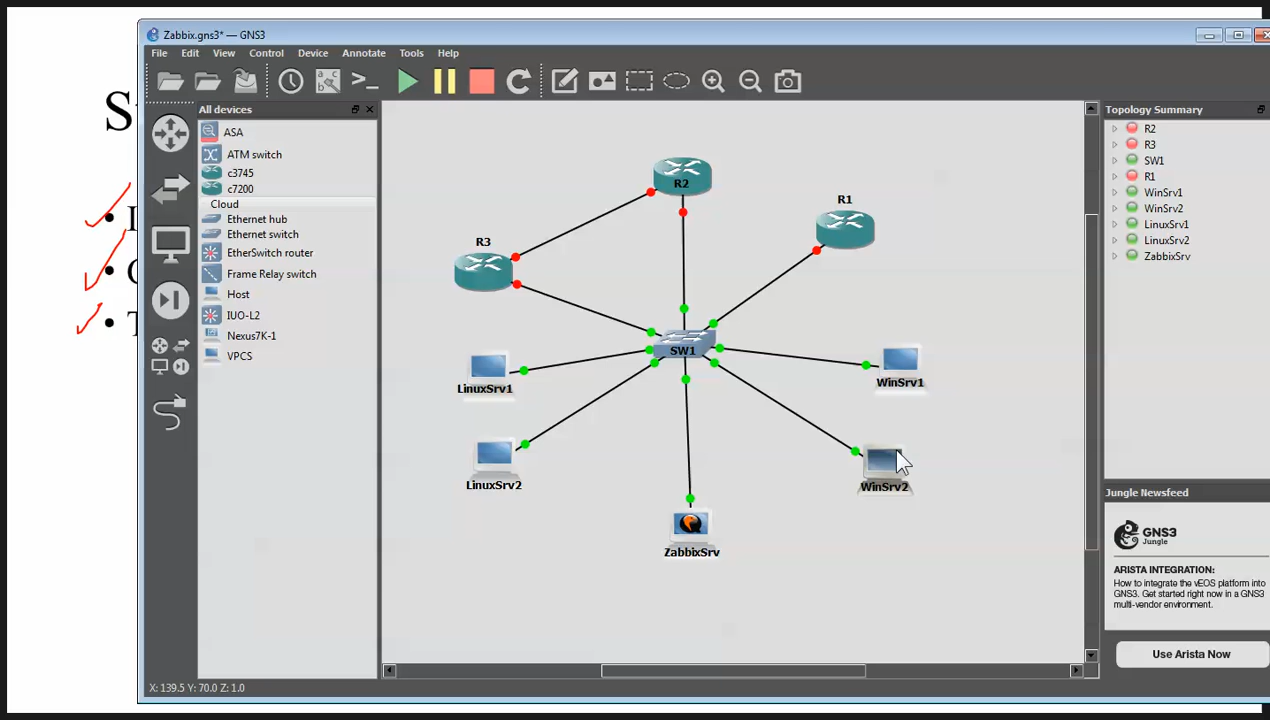 Zabbix.gns3* — GNS3
File Edit View Control Device Annotate Tools Help
All devices
ASA
ATM switch
c3745
c7200
Cloud
Ethernet hub
Ethernet switch
EtherSwitch router
Frame Relay switch
Host
IUO-L2
Nexus7K-1
VPCS
R2
R1
R3
SW1
LinuxSrv1
WinSrv1
LinuxSrv2
WinSrv2
ZabbixSrv
Topology Summary
R2
R3
SW1
R1
WinSrv1
WinSrv2
LinuxSrv1
LinuxSrv2
ZabbixSrv
Jungle Newsfeed
GNS3
Jungle
ARISTA INTEGRATION:
How to integrate the vEOS platform into
GNS3. Get started right now in a GNS3
multi-vendor environment.
Use Arista Now
X: 139.5 Y: 70.0 Z: 1.0